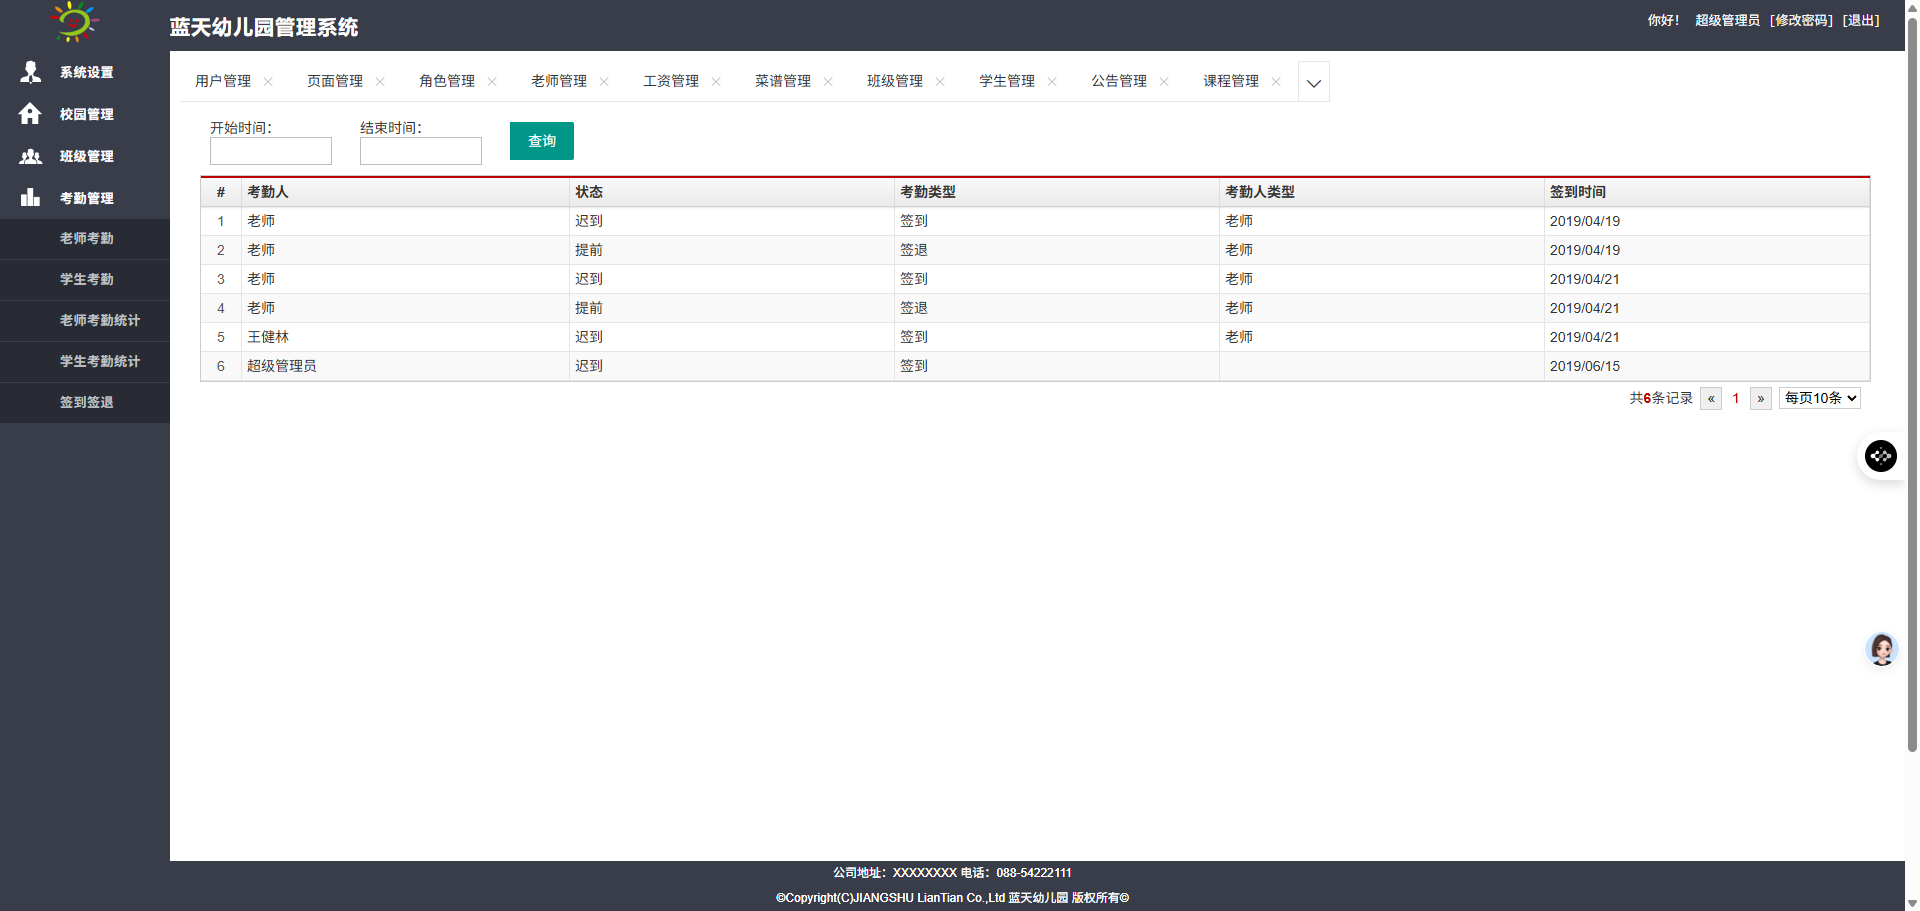 蓝天幼儿园管理系统
你好！ 超级管理员 [修改密码] [退出]
系统设置
校园管理
班级管理
考勤管理
老师考勤
学生考勤
老师考勤统计
学生考勤统计
签到签退
用户管理 页面管理 角色管理 老师管理 工资管理 菜谱管理 班级管理 学生管理 公告管理 课程管理
开始时间： 结束时间： 查询
# 考勤人 状态 考勤类型 考勤人类型 签到时间
1 老师 迟到 签到 老师 2019/04/19
2 老师 提前 签退 老师 2019/04/19
3 老师 迟到 签到 老师 2019/04/21
4 老师 提前 签退 老师 2019/04/21
5 王健林 迟到 签到 老师 2019/04/21
6 超级管理员 迟到 签到 2019/06/15
共6条记录 « 1 » 每页10条
公司地址：XXXXXXXX 电话：088-54222111
©Copyright(C)JIANGSHU LianTian Co.,Ltd 蓝天幼儿园 版权所有©